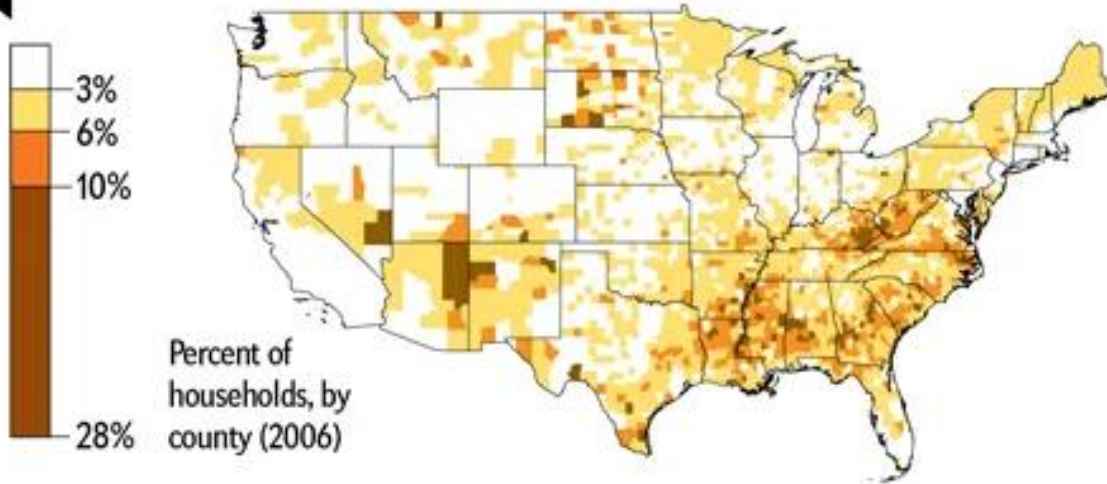 3%
6%
10%
28%
Percent of
households, by
county (2006)